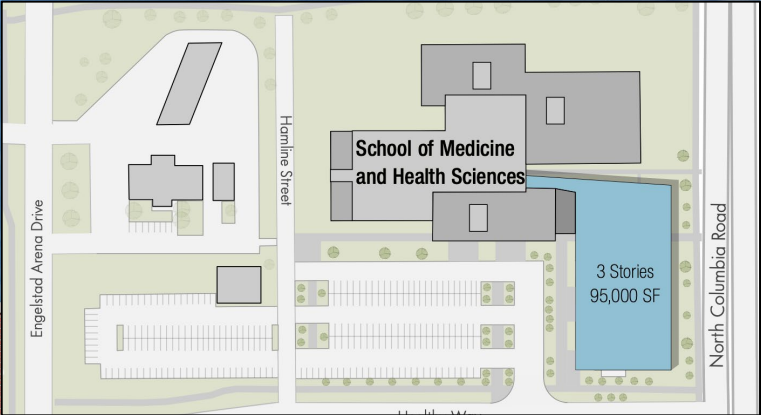 School of Medicine
and Health Sciences
Hamline Street
Engelstad Arena Drive
3 Stories
95,000 SF
North Columbia Road